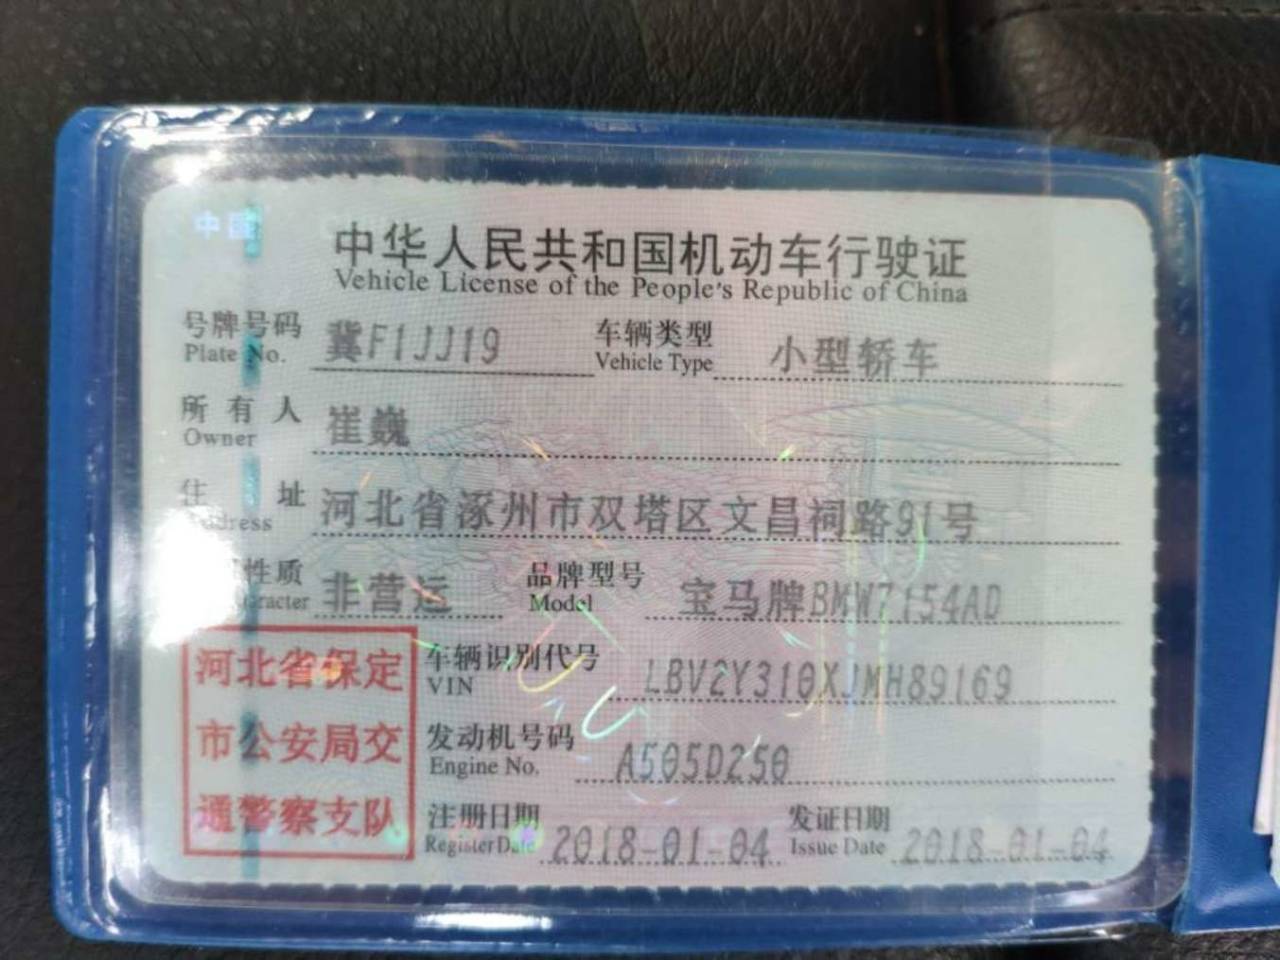 中国
中华人民共和国机动车行驶证
Vehicle License of the People's Republic of China
号牌号码 冀F1JJ19 车辆类型 小型轿车
Plate No. Vehicle Type
所有人 崔巍
Owner
住址 河北省涿州市双塔区文昌祠路91号
Address
性质 非营运 品牌型号 宝马牌BMW7154AD
racter Model
河北省保定
市公安局交
通警察支队
车辆识别代号 LBV2Y310XJMH89169
VIN
发动机号码 A505D250
Engine No.
注册日期 2018-01-04 发证日期 2018-01-04
Register Date Issue Date